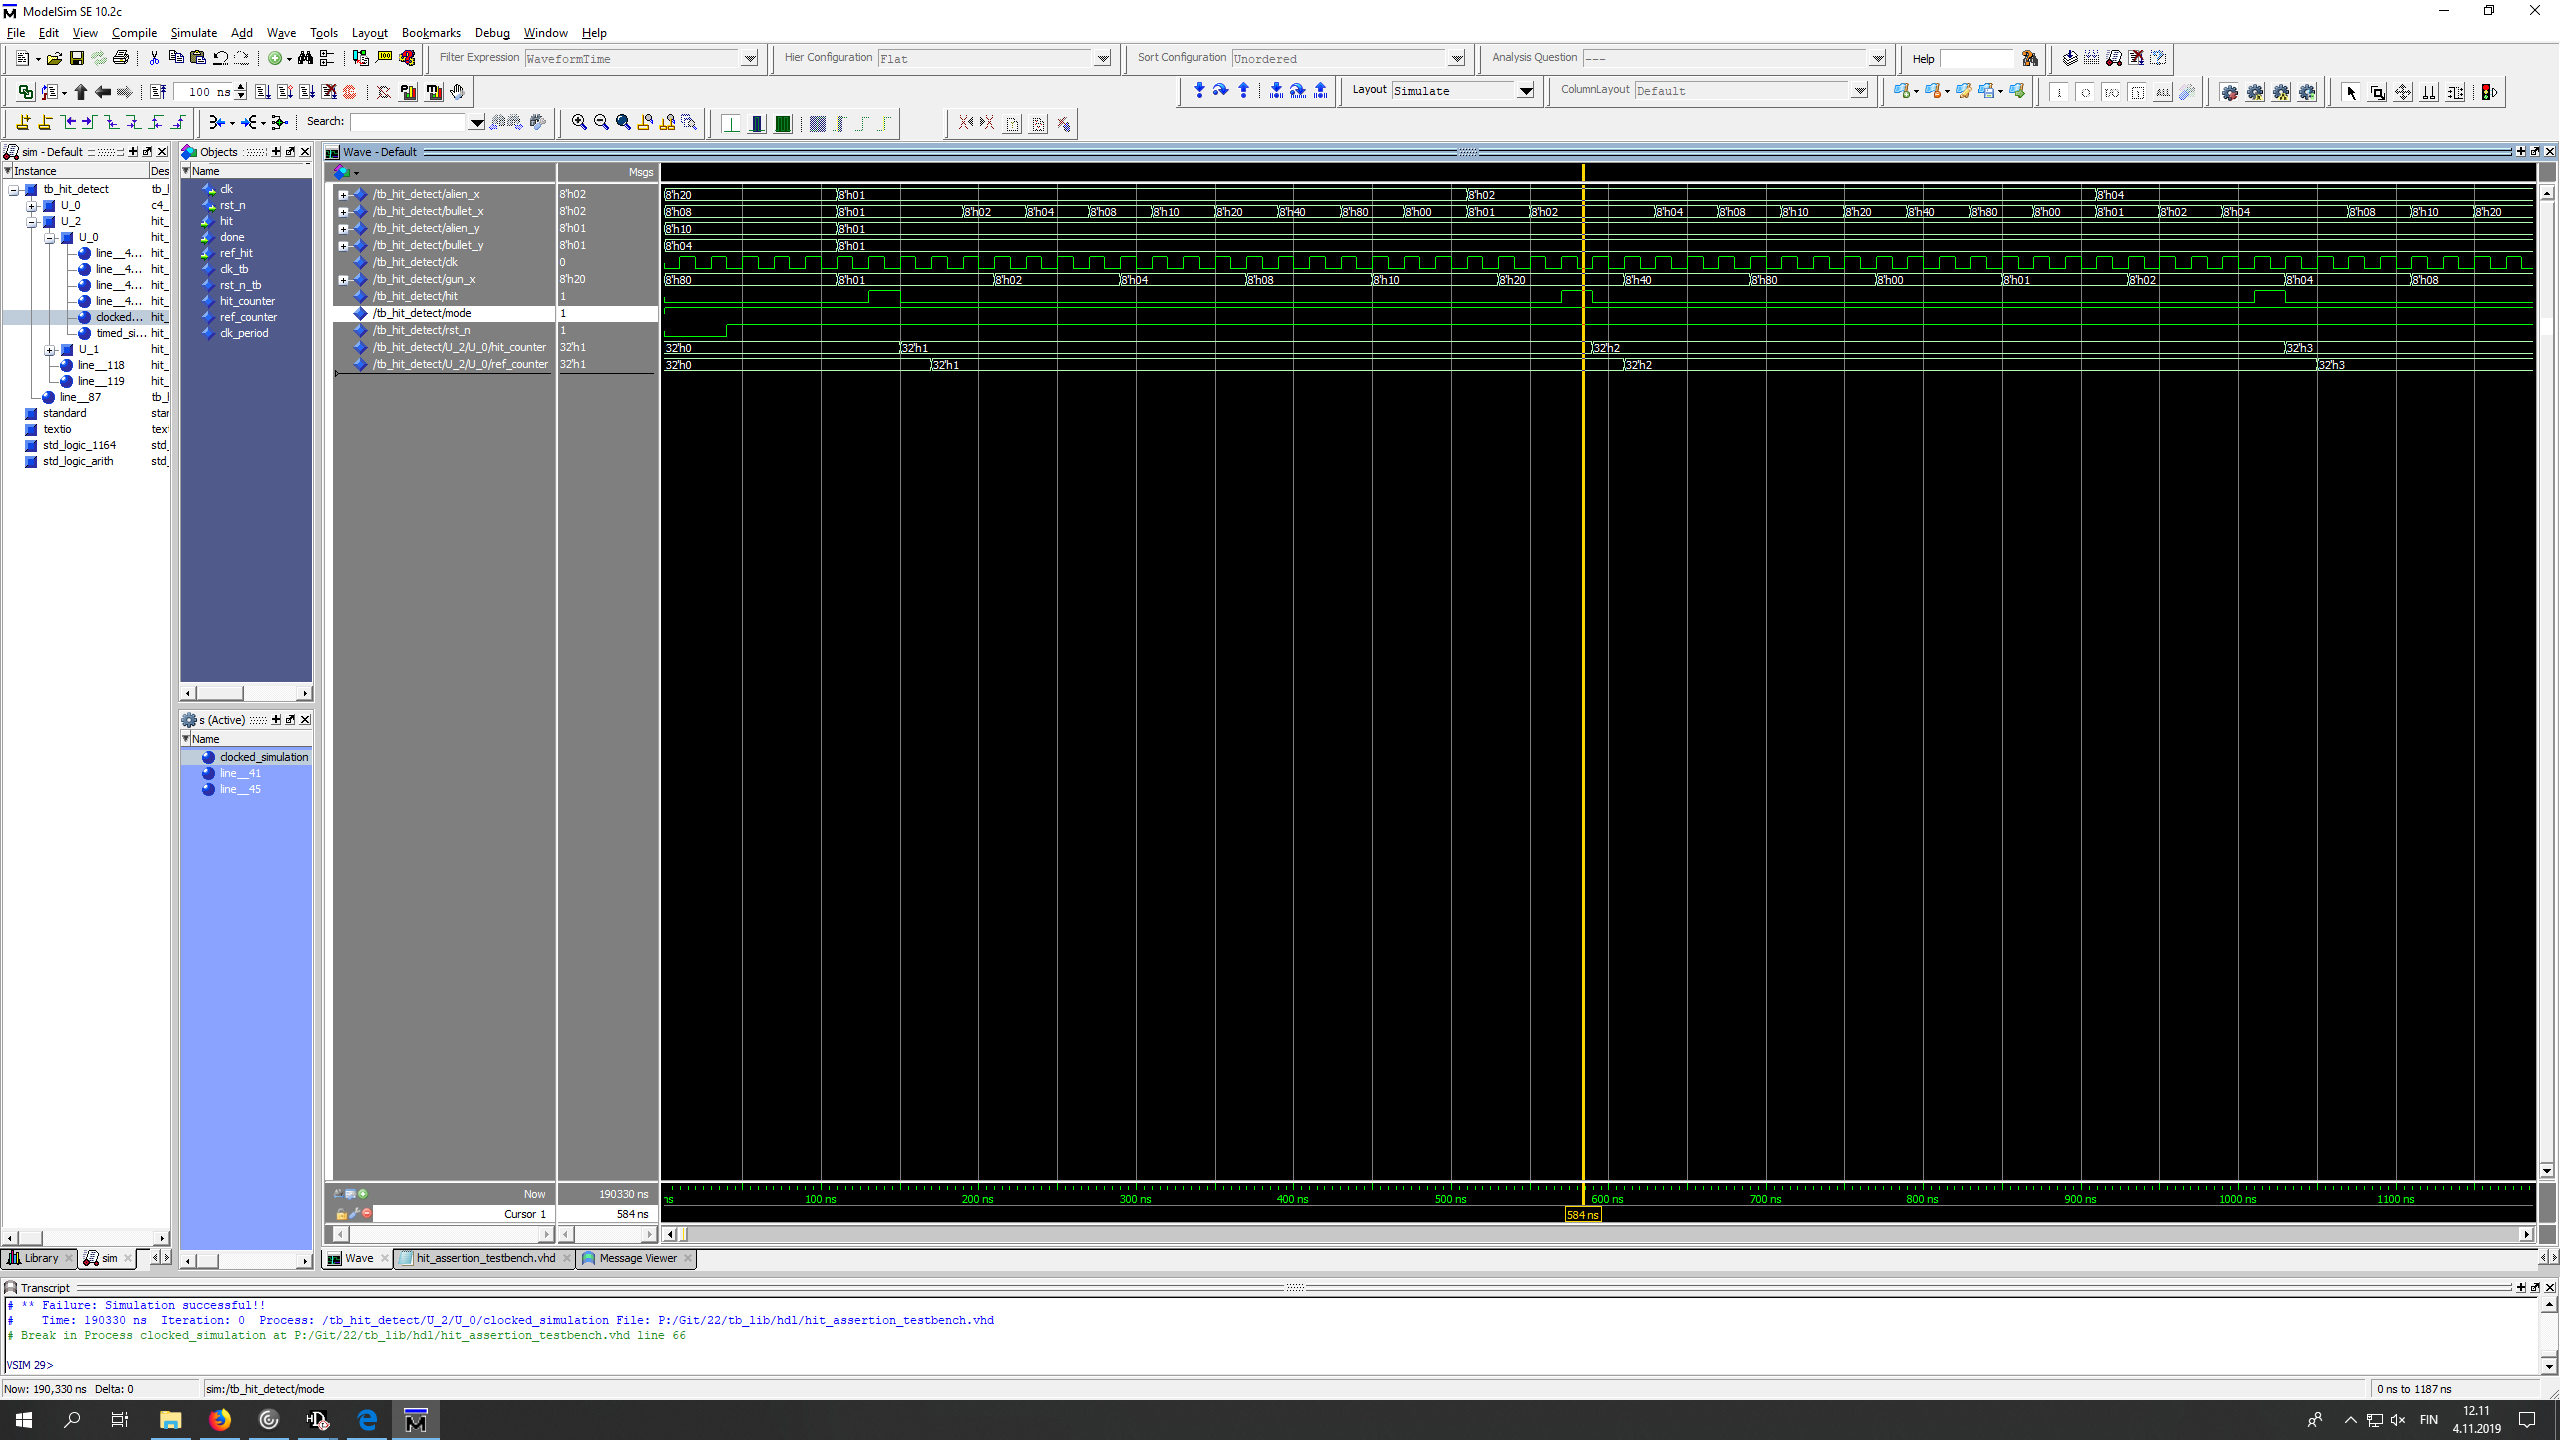 ModelSim SE 10.2c
File Edit View Compile Simulate Add Wave Tools Layout Bookmarks Debug Window Help
Filter Expression WaveformTime Hier Configuration Flat Sort Configuration Unordered Analysis Question --- Help
100 ns Layout Simulate ColumnLayout Default
Search:
sim - Default
Instance Des
tb_hit_detect tb_
U_0 c4_
U_2 hit_
U_0 hit_
line__4... hit_
line__4... hit_
line__4... hit_
line__4... hit_
clocked... hit_
timed_si... hit_
U_1 hit_
line__118 hit_
line__119 hit_
line__87 tb_
standard star
textio text
std_logic_1164 std_
std_logic_arith std_
Objects
Name
clk
rst_n
hit
done
ref_hit
clk_tb
rst_n_tb
hit_counter
ref_counter
clk_period
s (Active)
Name
clocked_simulation
line__41
line__45
Wave - Default
Msgs
/tb_hit_detect/alien_x 8'h02 8'h20 8'h01 8'h02 8'h04
/tb_hit_detect/bullet_x 8'h02 8'h08 8'h01 8'h02 8'h04 8'h08 8'h10 8'h20 8'h40 8'h80 8'h00 8'h01 8'h02 8'h04 8'h08 8'h10 8'h20 8'h40 8'h80 8'h00 8'h01 8'h02 8'h04 8'h08 8'h10 8'h20
/tb_hit_detect/alien_y 8'h01 8'h10 8'h01
/tb_hit_detect/bullet_y 8'h01 8'h04 8'h01
/tb_hit_detect/clk 0
/tb_hit_detect/gun_x 8'h20 8'h80 8'h01 8'h02 8'h04 8'h08 8'h10 8'h20 8'h40 8'h80 8'h00 8'h01 8'h02 8'h04 8'h08
/tb_hit_detect/hit 1
/tb_hit_detect/mode 1
/tb_hit_detect/rst_n 1
/tb_hit_detect/U_2/U_0/hit_counter 32'h1 32'h0 32'h1 32'h2 32'h3
/tb_hit_detect/U_2/U_0/ref_counter 32'h1 32'h0 32'h1 32'h2 32'h3
Now 190330 ns ns 100 ns 200 ns 300 ns 400 ns 500 ns 600 ns 700 ns 800 ns 900 ns 1000 ns 1100 ns
Cursor 1 584 ns 584 ns
Library sim Wave hit_assertion_testbench.vhd Message Viewer
Transcript
# ** Failure: Simulation successful!!
#    Time: 190330 ns  Iteration: 0  Process: /tb_hit_detect/U_2/U_0/clocked_simulation File: P:/Git/22/tb_lib/hdl/hit_assertion_testbench.vhd
# Break in Process clocked_simulation at P:/Git/22/tb_lib/hdl/hit_assertion_testbench.vhd line 66
VSIM 29>
Now: 190,330 ns Delta: 0 sim:/tb_hit_detect/mode 0 ns to 1187 ns
FIN 12.11
4.11.2019